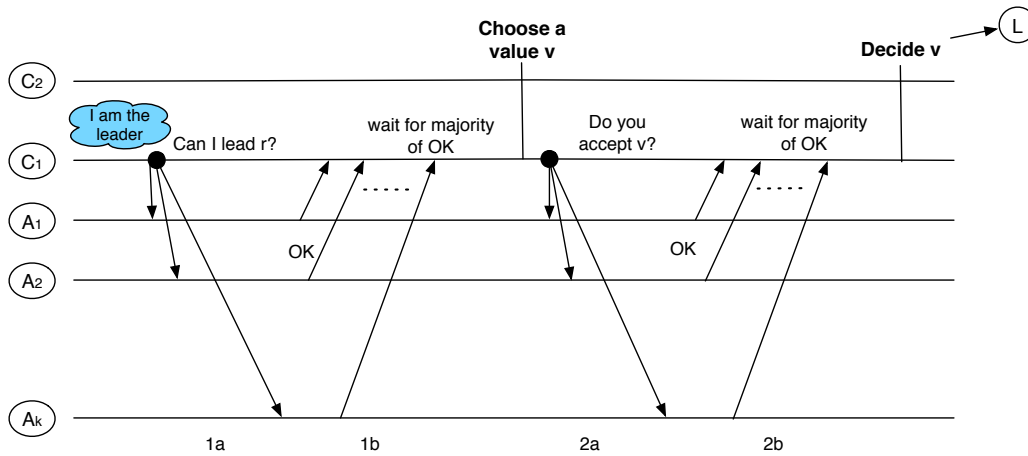 Choose a
value v
L
Decide v
C2
I am the
leader
Can I lead r?
wait for majority
of OK
Do you
accept v?
wait for majority
of OK
C1
A1
OK
OK
A2
Ak
1a
1b
2a
2b